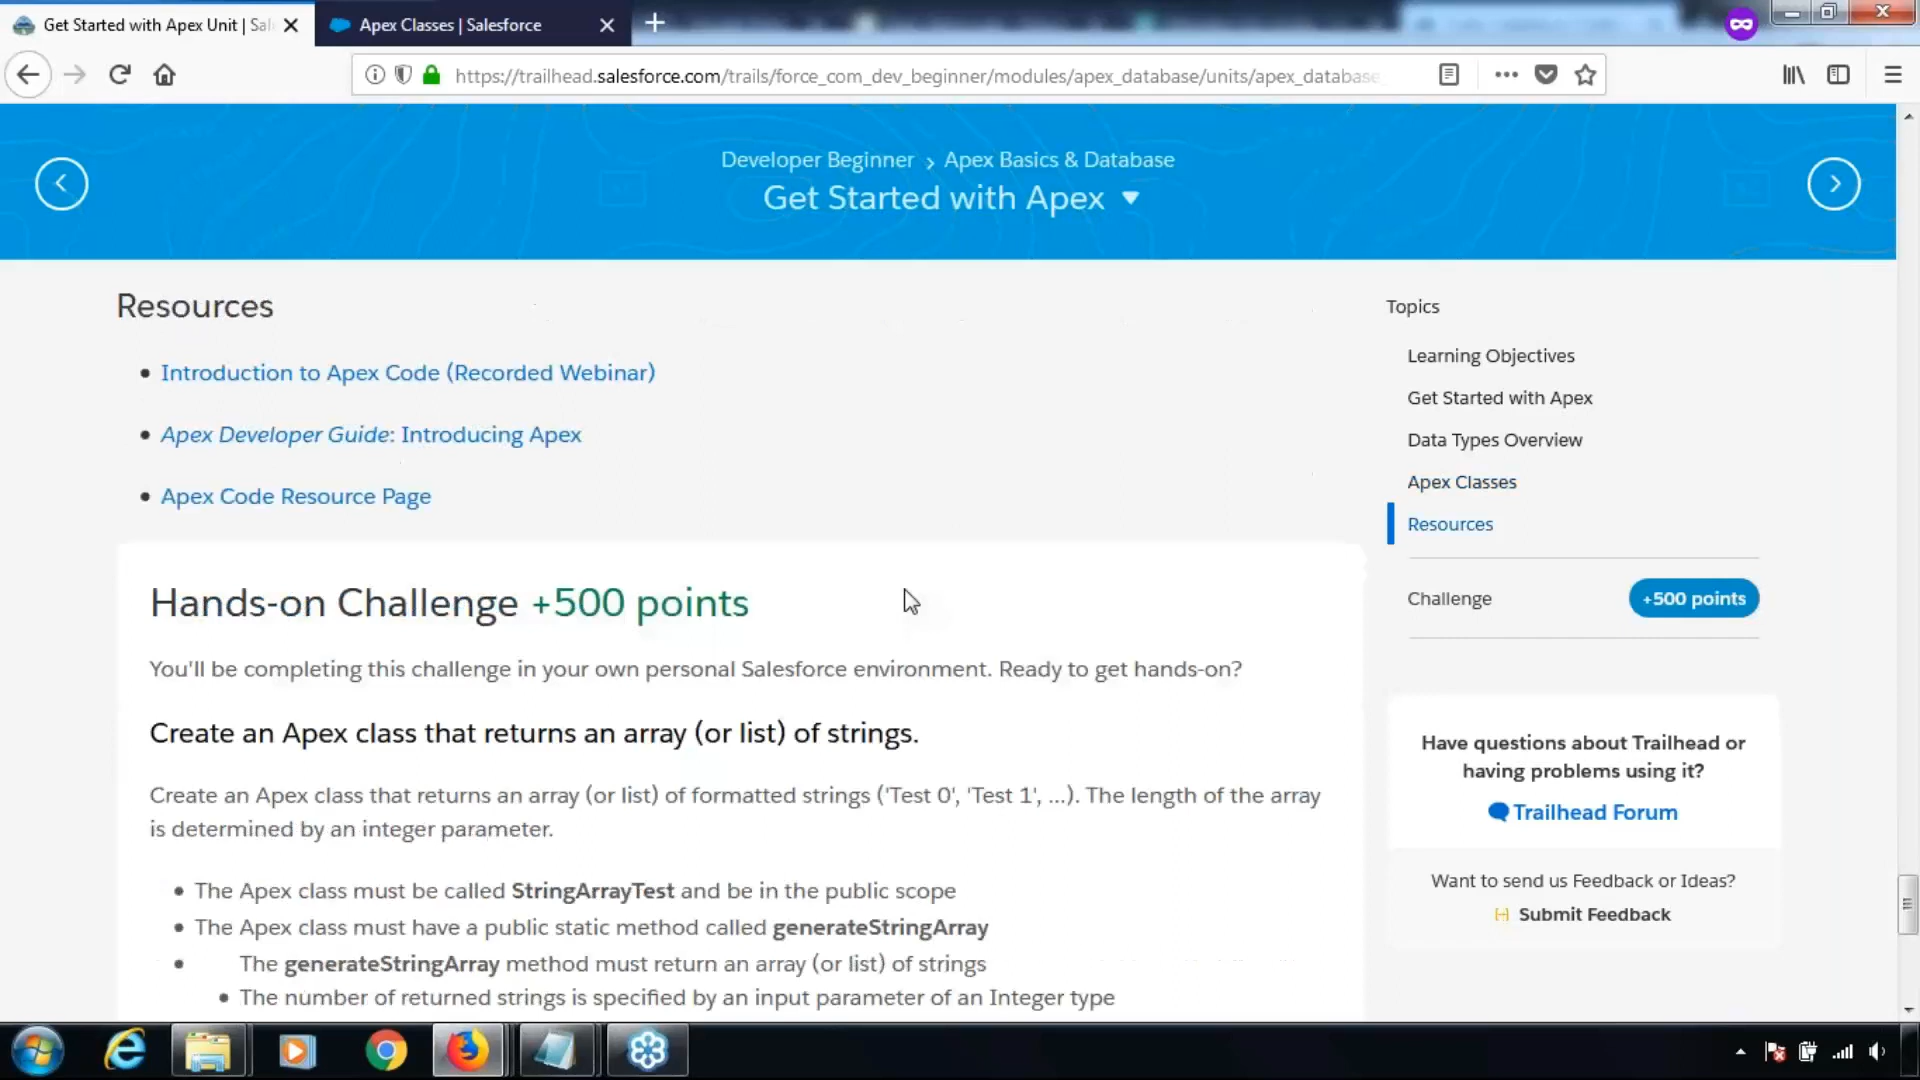 Get Started with Apex Unit | Sal
Apex Classes | Salesforce
https://trailhead.salesforce.com/trails/force_com_dev_beginner/modules/apex_database/units/apex_database
Developer Beginner › Apex Basics & Database
Get Started with Apex
Resources
Introduction to Apex Code (Recorded Webinar)
Apex Developer Guide: Introducing Apex
Apex Code Resource Page
Hands-on Challenge +500 points
You'll be completing this challenge in your own personal Salesforce environment. Ready to get hands-on?
Create an Apex class that returns an array (or list) of strings.
Create an Apex class that returns an array (or list) of formatted strings ('Test 0', 'Test 1', ...). The length of the array
is determined by an integer parameter.
The Apex class must be called StringArrayTest and be in the public scope
The Apex class must have a public static method called generateStringArray
The generateStringArray method must return an array (or list) of strings
The number of returned strings is specified by an input parameter of an Integer type
Topics
Learning Objectives
Get Started with Apex
Data Types Overview
Apex Classes
Resources
Challenge
+500 points
Have questions about Trailhead or
having problems using it?
Trailhead Forum
Want to send us Feedback or Ideas?
Submit Feedback